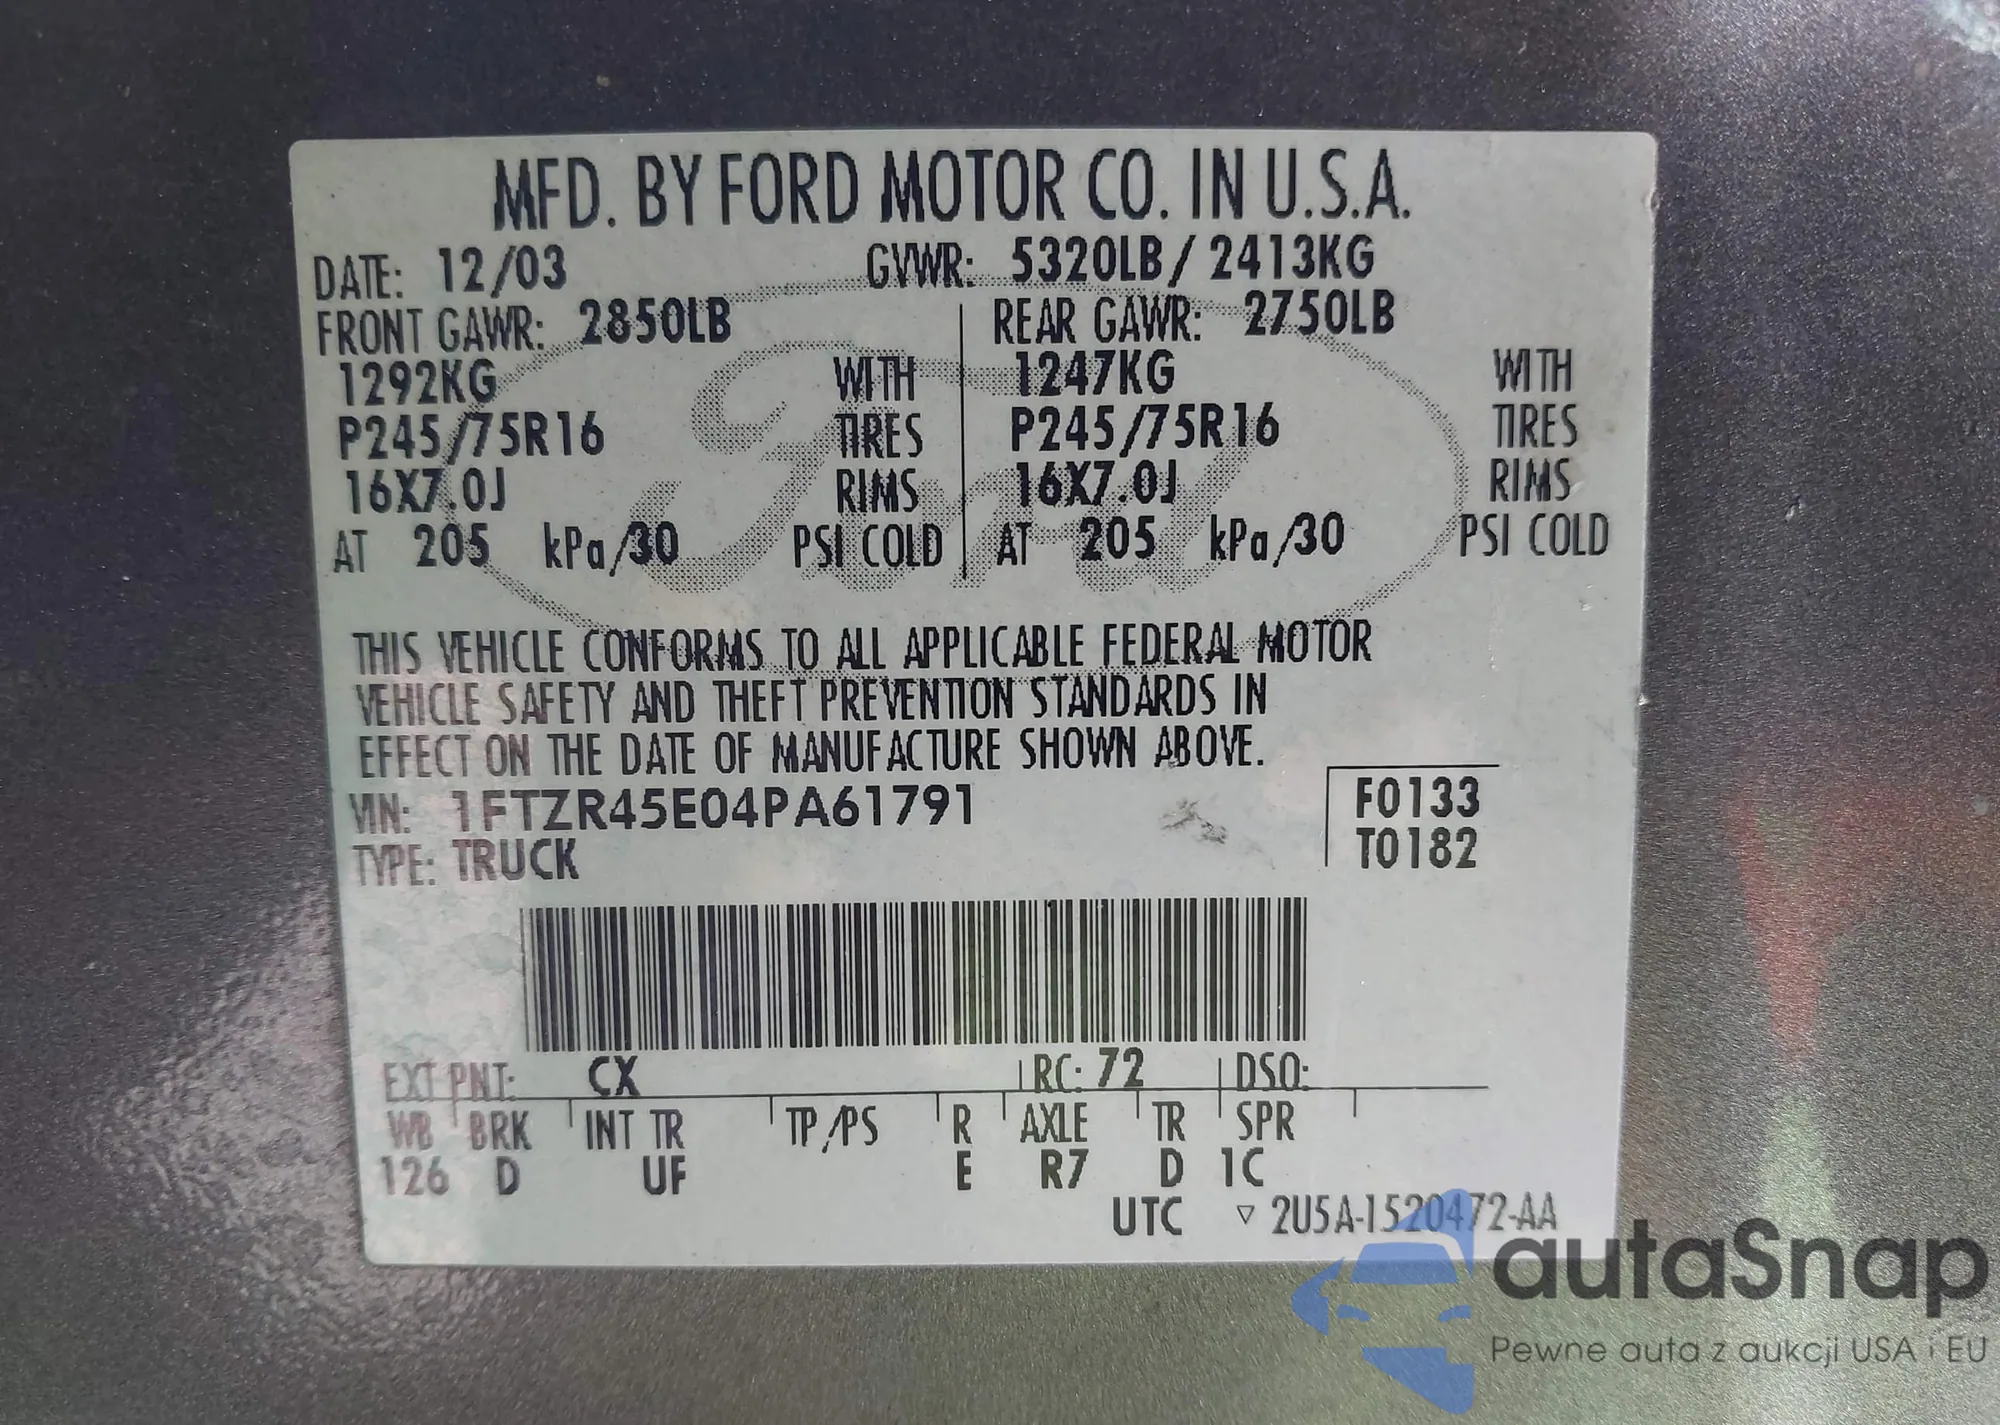 MFD. BY FORD MOTOR CO. IN U.S.A.
DATE: 12/03 GVWR: 5320LB/ 2413KG
FRONT GAWR: 2850LB REAR GAWR: 2750LB
1292KG WITH 1247KG WITH
P245/75R16 TIRES P245/75R16 TIRES
16X7.0J RIMS 16X7.0J RIMS
AT 205 kPa/30 PSI COLD AT 205 kPa/30 PSI COLD
Ford
THIS VEHICLE CONFORMS TO ALL APPLICABLE FEDERAL MOTOR
VEHICLE SAFETY AND THEFT PREVENTION STANDARDS IN
EFFECT ON THE DATE OF MANUFACTURE SHOWN ABOVE.
VIN: 1FTZR45E04PA61791 F0133
TYPE: TRUCK T0182
EXT PNT: CX RC: 72 DSO:
WB BRK INT TR TP/PS R AXLE TR SPR
126 D UF E R7 D 1C
UTC ▽ 2U5A-1520472-AA
autaSnap
Pewne auta z aukcji USA i EU